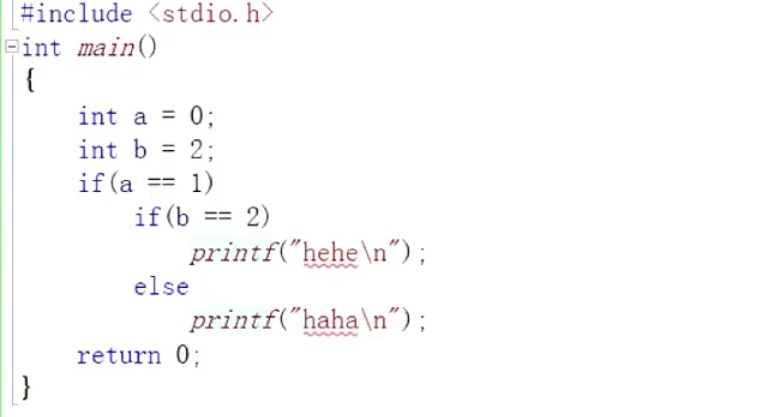 #include <stdio.h>
int main()
{
    int a = 0;
    int b = 2;
    if(a == 1)
        if(b == 2)
            printf("hehe\n");
        else
            printf("haha\n");
    return 0;
}